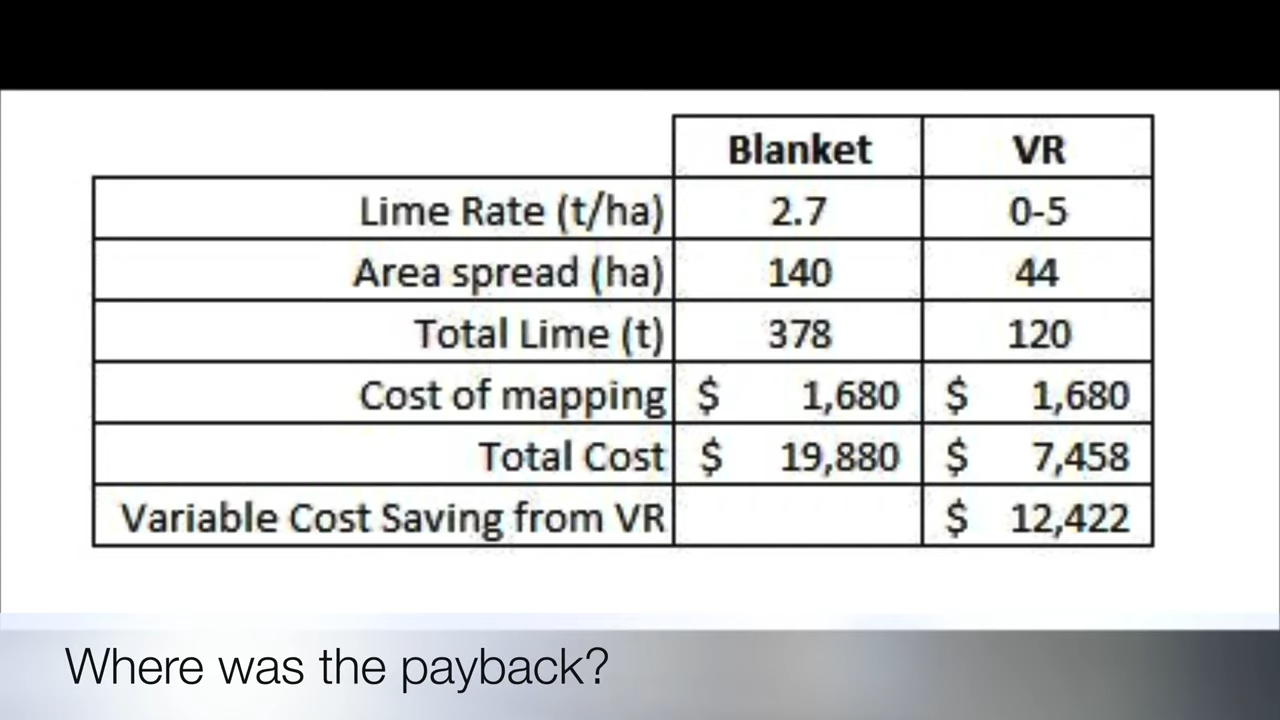 Blanket VR
Lime Rate (t/ha) 2.7 0-5
Area spread (ha) 140 44
Total Lime (t) 378 120
Cost of mapping $ 1,680 $ 1,680
Total Cost $ 19,880 $ 7,458
Variable Cost Saving from VR $ 12,422
Where was the payback?